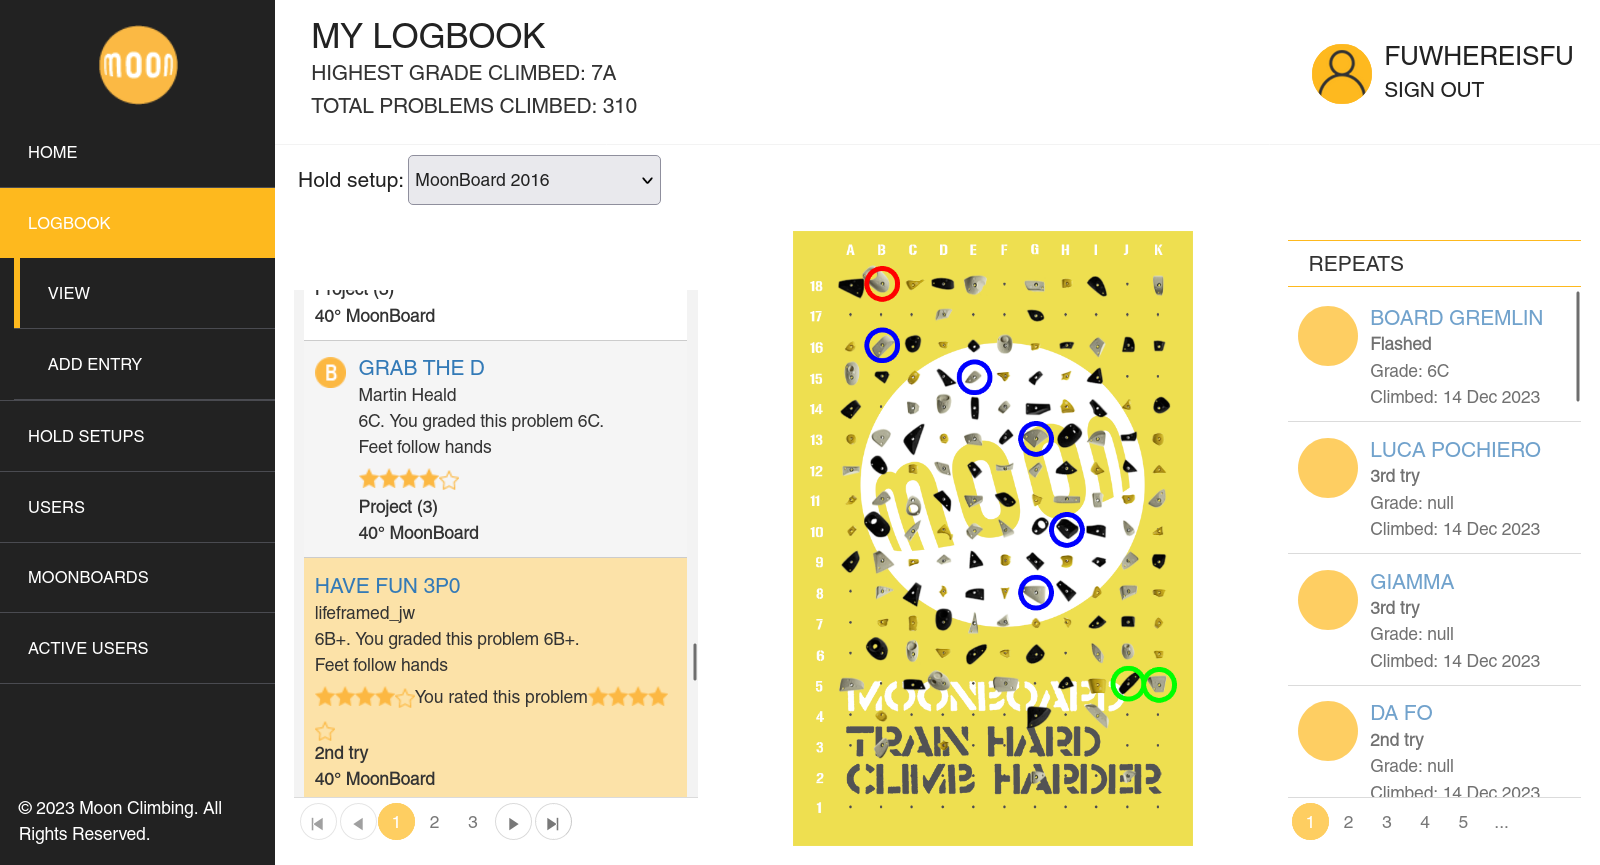 moon
HOME
LOGBOOK
VIEW
ADD ENTRY
HOLD SETUPS
USERS
MOONBOARDS
ACTIVE USERS
© 2023 Moon Climbing. All
Rights Reserved.
MY LOGBOOK
HIGHEST GRADE CLIMBED: 7A
TOTAL PROBLEMS CLIMBED: 310
FUWHEREISFU
SIGN OUT
Hold setup: MoonBoard 2016
Project (3)
40° MoonBoard
B
GRAB THE D
Martin Heald
6C. You graded this problem 6C.
Feet follow hands
Project (3)
40° MoonBoard
HAVE FUN 3P0
lifeframed_jw
6B+. You graded this problem 6B+.
Feet follow hands
You rated this problem
2nd try
40° MoonBoard
1 2 3
A B C D E F G H I J K
18
17
16
15
14
13
12
11
10
9
8
7
6
5
4
3
2
1
moon
MOONBOARD
TRAIN HARD
CLIMB HARDER
REPEATS
BOARD GREMLIN
Flashed
Grade: 6C
Climbed: 14 Dec 2023
LUCA POCHIERO
3rd try
Grade: null
Climbed: 14 Dec 2023
GIAMMA
3rd try
Grade: null
Climbed: 14 Dec 2023
DA FO
2nd try
Grade: null
Climbed: 14 Dec 2023
1 2 3 4 5 ...